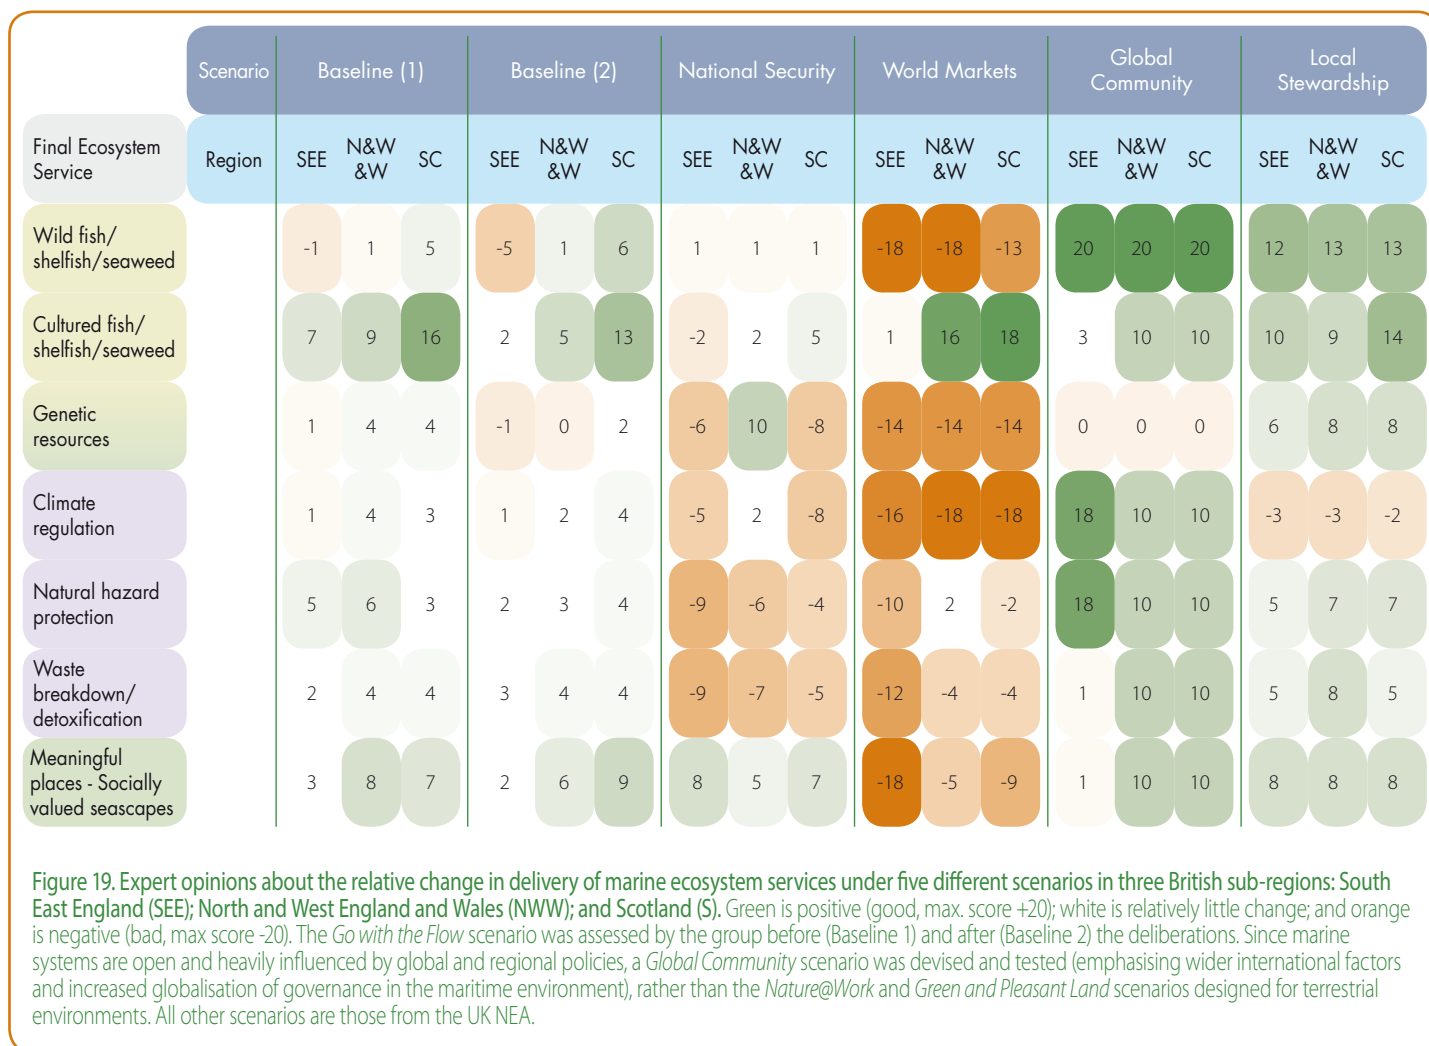 Scenario Baseline (1) Baseline (2) National Security World Markets Global Community Local Stewardship
Final Ecosystem Service Region SEE N&W &W SC SEE N&W &W SC SEE N&W &W SC SEE N&W &W SC SEE N&W &W SC SEE N&W &W SC
Wild fish/ shelfish/seaweed -1 1 5 -5 1 6 1 1 1 -18 -18 -13 20 20 20 12 13 13
Cultured fish/ shelfish/seaweed 7 9 16 2 5 13 -2 2 5 1 16 18 3 10 10 10 9 14
Genetic resources 1 4 4 -1 0 2 -6 10 -8 -14 -14 -14 0 0 0 6 8 8
Climate regulation 1 4 3 1 2 4 -5 2 -8 -16 -18 -18 18 10 10 -3 -3 -2
Natural hazard protection 5 6 3 2 3 4 -9 -6 -4 -10 2 -2 18 10 10 5 7 7
Waste breakdown/ detoxification 2 4 4 3 4 4 -9 -7 -5 -12 -4 -4 1 10 10 5 8 5
Meaningful places - Socially valued seascapes 3 8 7 2 6 9 8 5 7 -18 -5 -9 1 10 10 8 8 8
Figure 19. Expert opinions about the relative change in delivery of marine ecosystem services under five different scenarios in three British sub-regions: South
East England (SEE); North and West England and Wales (NWW); and Scotland (S). Green is positive (good, max. score +20); white is relatively little change; and orange
is negative (bad, max score -20). The Go with the Flow scenario was assessed by the group before (Baseline 1) and after (Baseline 2) the deliberations. Since marine
systems are open and heavily influenced by global and regional policies, a Global Community scenario was devised and tested (emphasising wider international factors
and increased globalisation of governance in the maritime environment), rather than the Nature@Work and Green and Pleasant Land scenarios designed for terrestrial
environments. All other scenarios are those from the UK NEA.